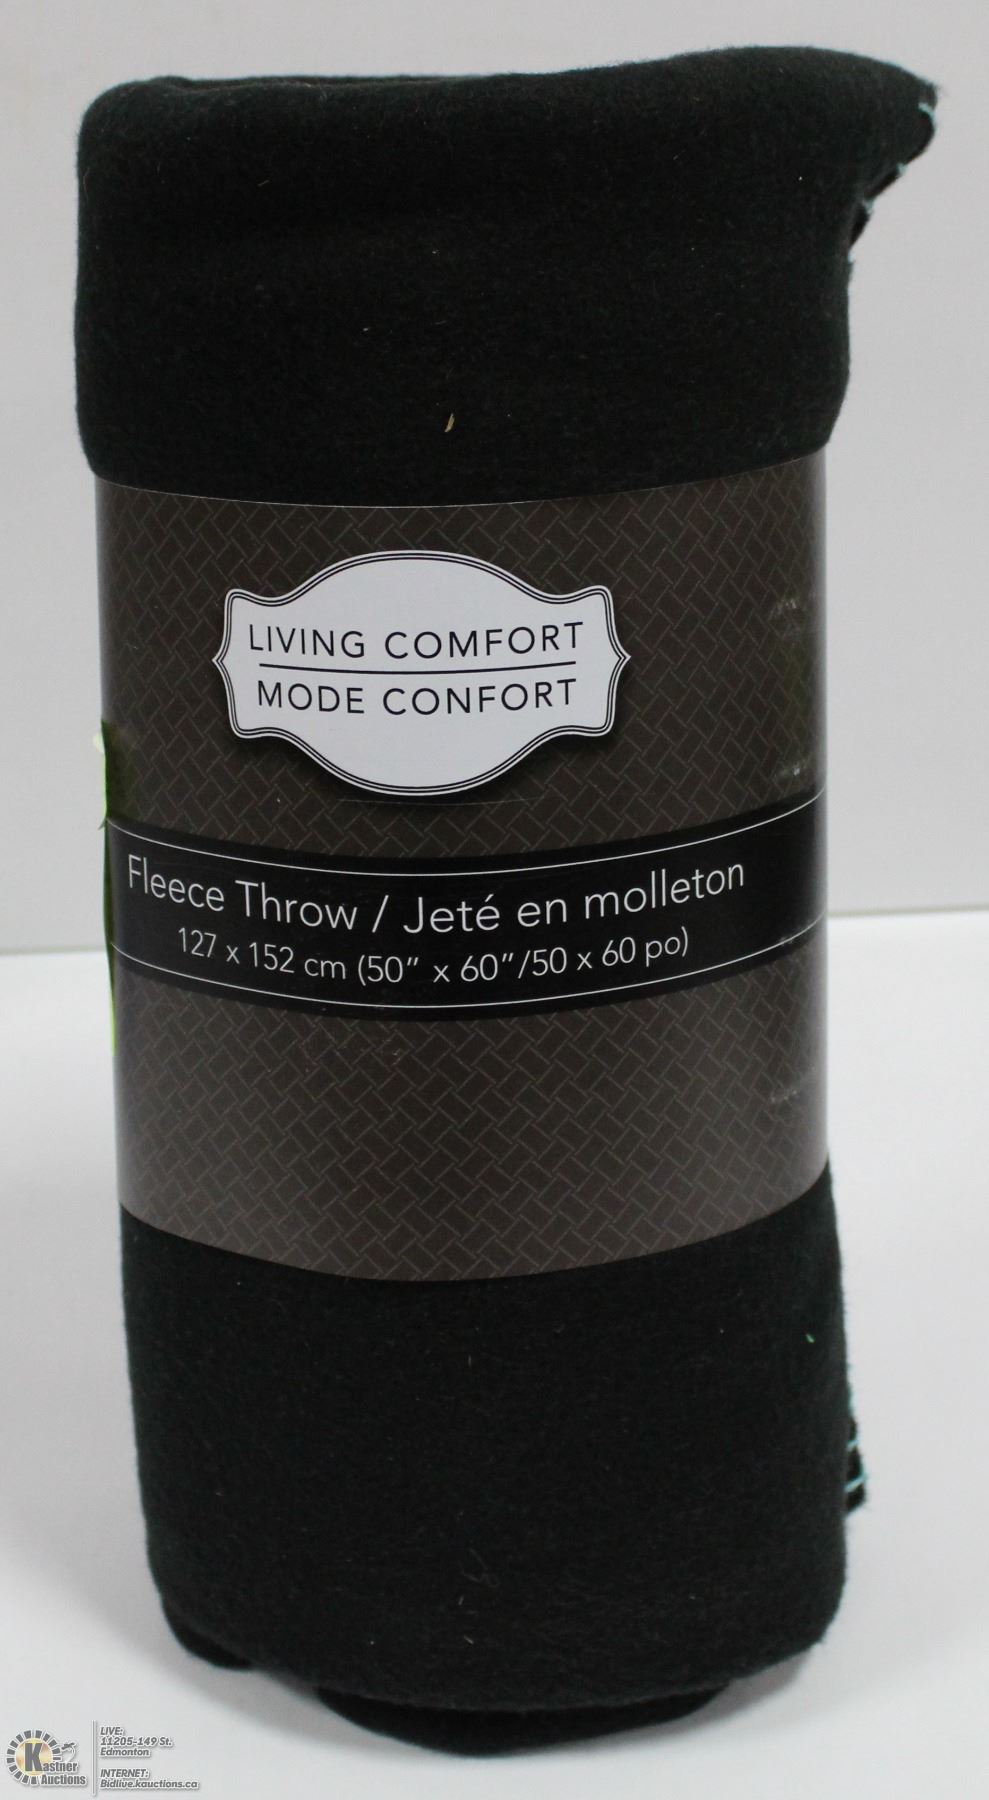 LIVING COMFORT
MODE CONFORT
Fleece Throw / Jeté en molleton
127 x 152 cm (50" x 60"/50 x 60 po)
Kastner
Auctions
LIVE:
11205-149 St.
Edmonton
INTERNET:
Bidlive.kauctions.ca